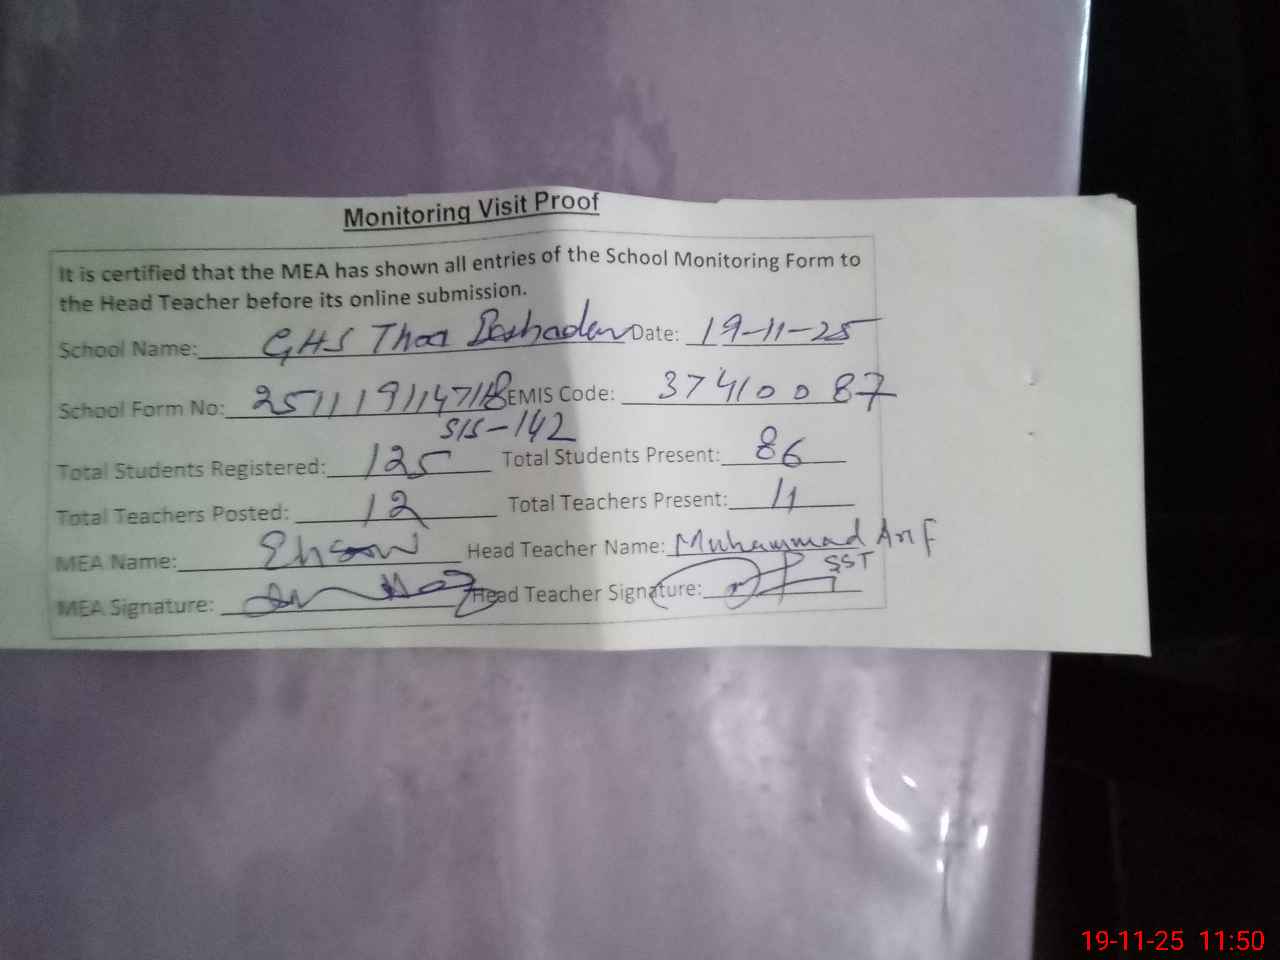 Monitoring Visit Proof
It is certified that the MEA has shown all entries of the School Monitoring Form to
the Head Teacher before its online submission.
School Name: GHS Thoa Date: 19-11-25
School Form No: EMIS Code: 37410087
SIS-142
Total Students Registered: 125 Total Students Present: 86
Total Teachers Posted: 12 Total Teachers Present: 11
MEA Name: Ehsan Head Teacher Name: Muhammad Arif
SST
MEA Signature: Head Teacher Signature:
19-11-25 11:50